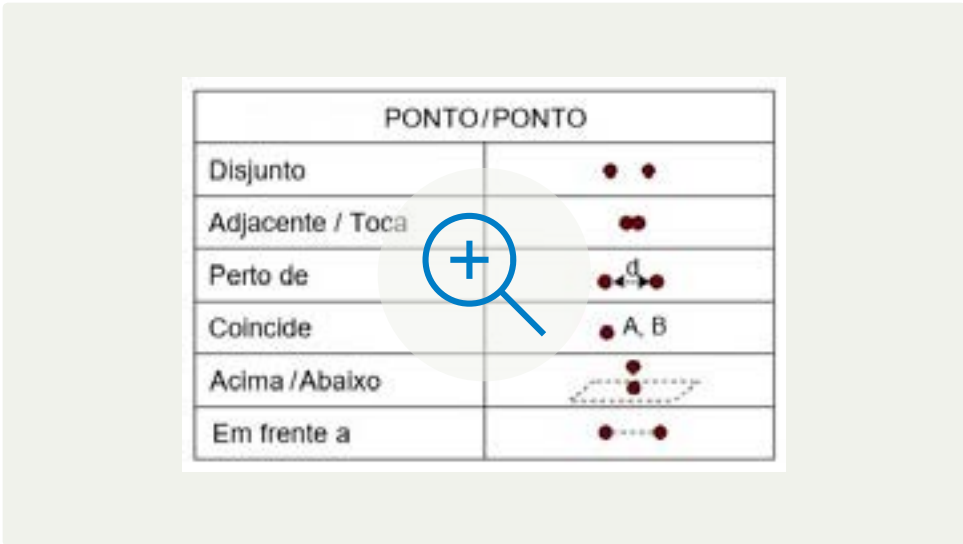 PONTO/PONTO
Disjunto
Adjacente / Toca
Perto de
d
Coincide
A, B
Acima /Abaixo
Em frente a